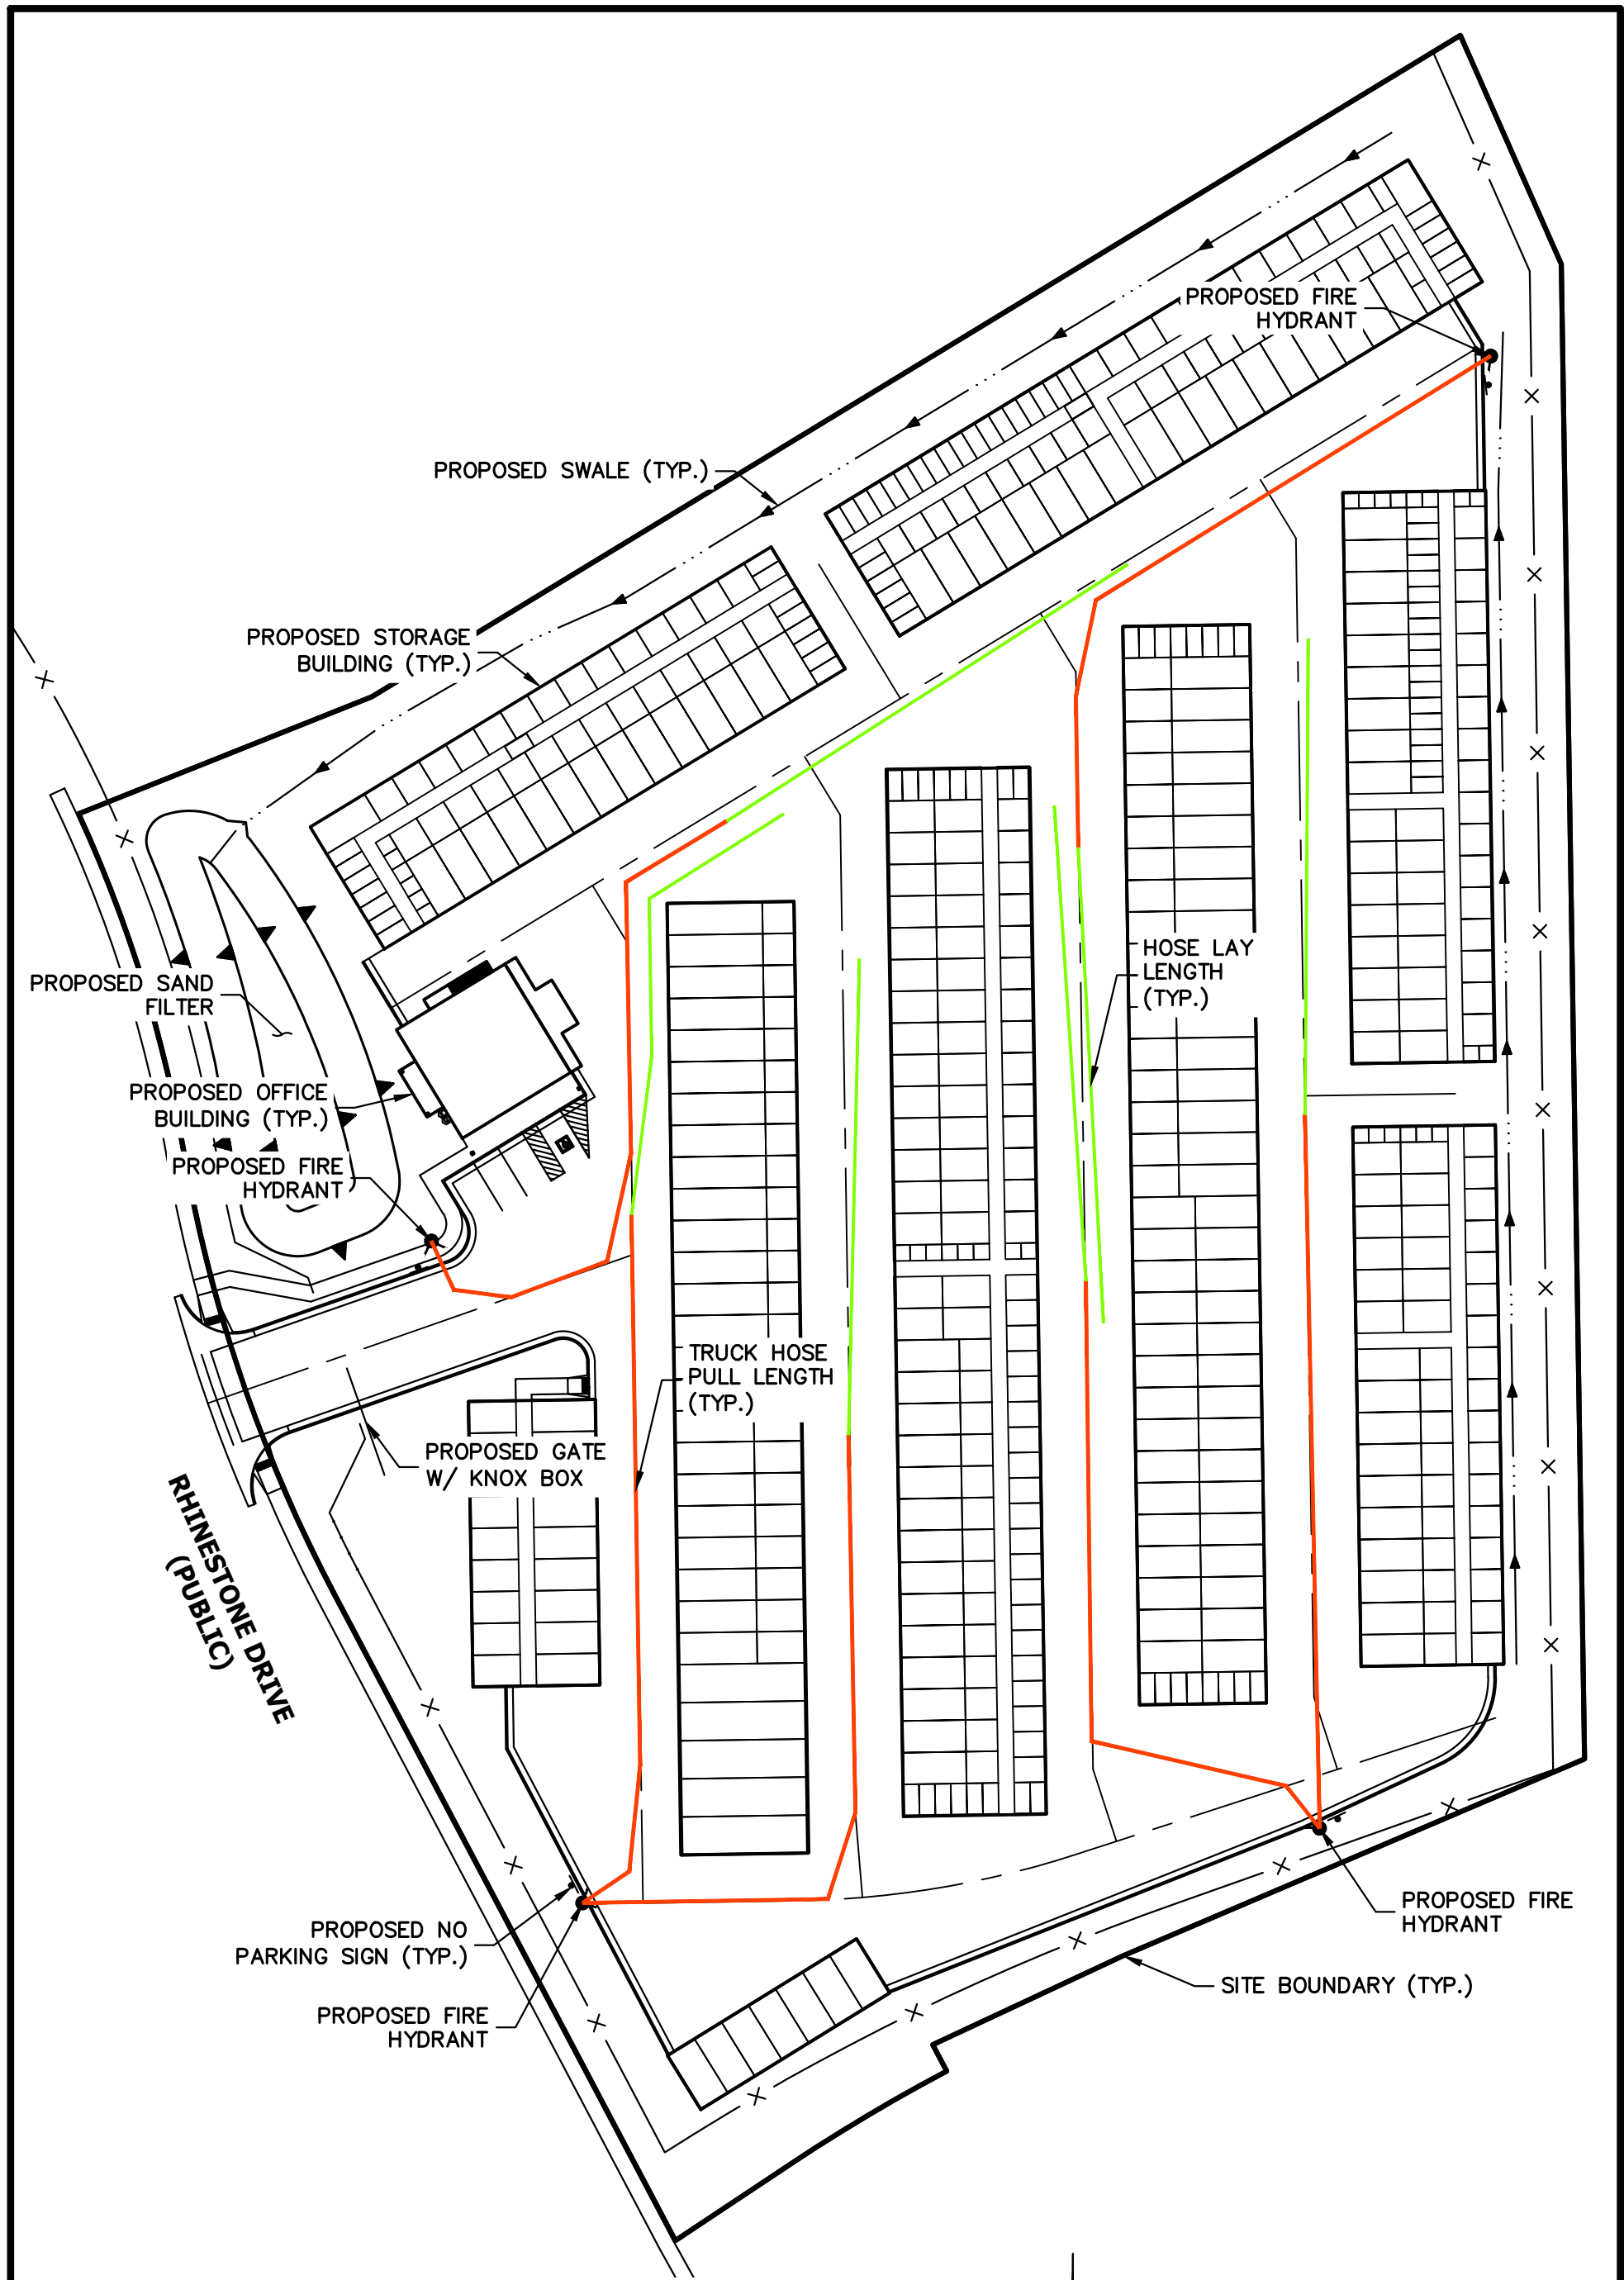 PROPOSED FIRE
HYDRANT
PROPOSED SWALE (TYP.)
PROPOSED STORAGE
BUILDING (TYP.)
HOSE LAY
LENGTH
(TYP.)
PROPOSED SAND
FILTER
PROPOSED OFFICE
BUILDING (TYP.)
PROPOSED FIRE
HYDRANT
TRUCK HOSE
PULL LENGTH
(TYP.)
PROPOSED GATE
W/ KNOX BOX
RHINESTONE DRIVE
(PUBLIC)
PROPOSED FIRE
HYDRANT
PROPOSED NO
PARKING SIGN (TYP.)
SITE BOUNDARY (TYP.)
PROPOSED FIRE
HYDRANT